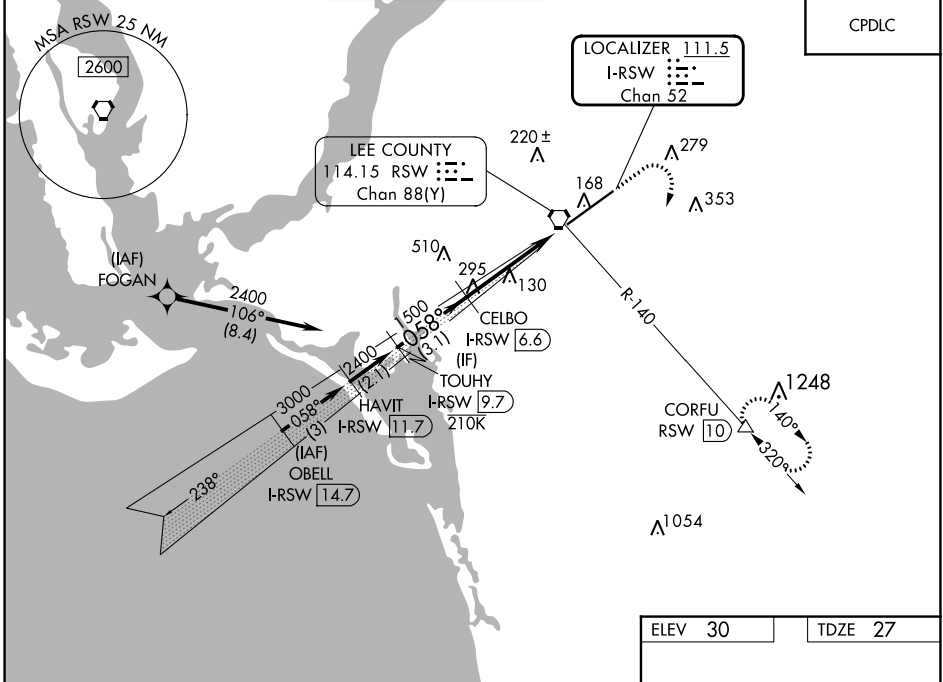 MSA RSW 25 NM
2600
CPDLC
LOCALIZER 111.5
I-RSW
Chan 52
LEE COUNTY
114.15 RSW
Chan 88(Y)
220 ±
279
168
353
510
295
130
(IAF)
FOGAN
2400
106°
(8.4)
R-140
1500
058°
(3.1)
CELBO
I-RSW 6.6
(IF)
TOUHY
I-RSW 9.7
210K
2400
(2.1)
HAVIT
I-RSW 11.7
3000
058°
(3)
(IAF)
OBELL
I-RSW 14.7
238°
1248
CORFU
RSW 10
140°
320°
1054
ELEV 30
TDZE 27